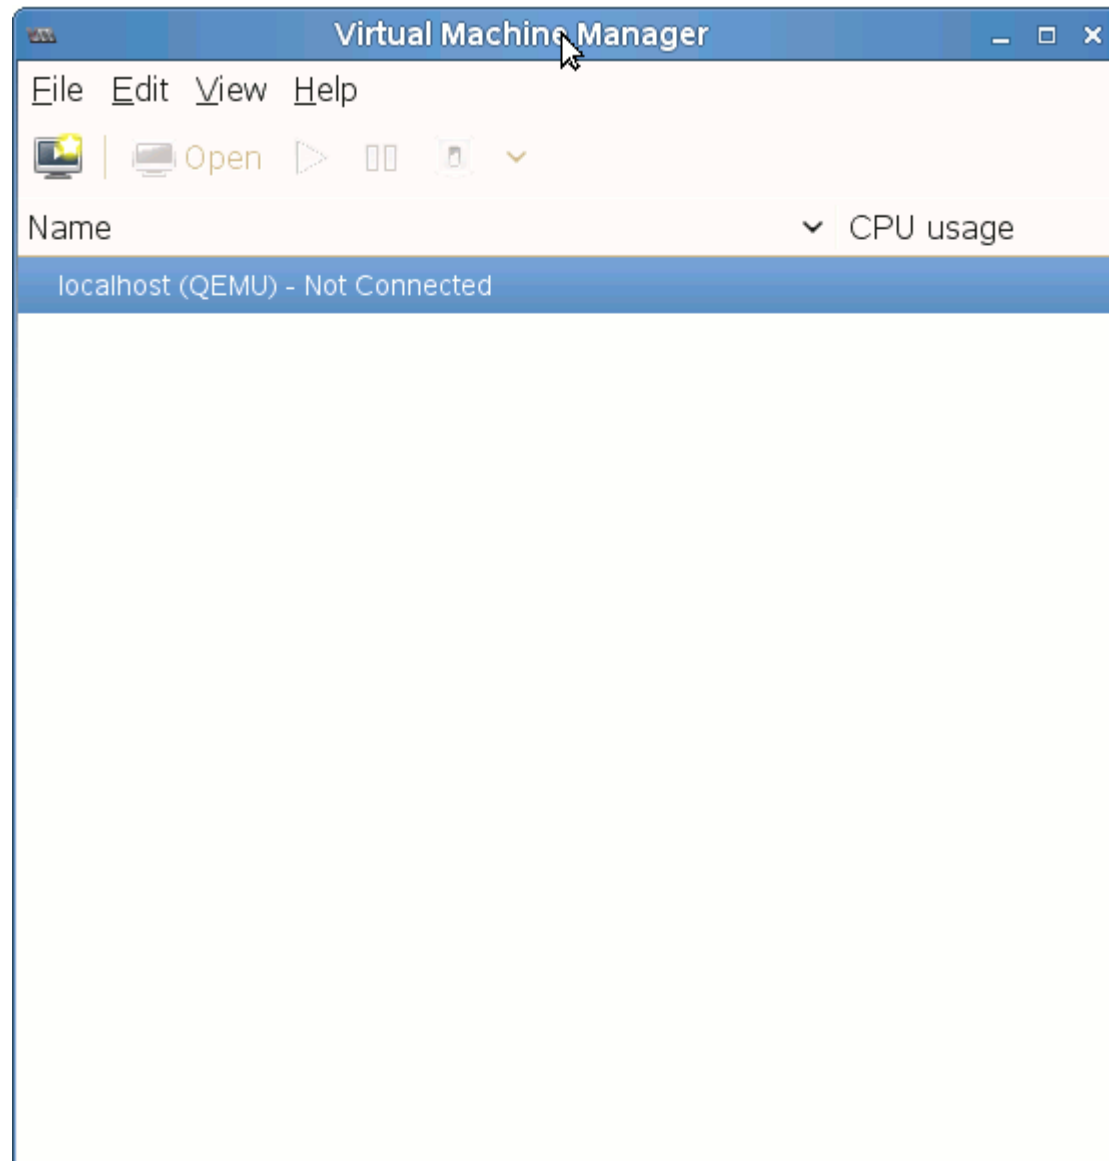 Virtual Machine Manager
File Edit View Help
Open
Name CPU usage
localhost (QEMU) - Not Connected